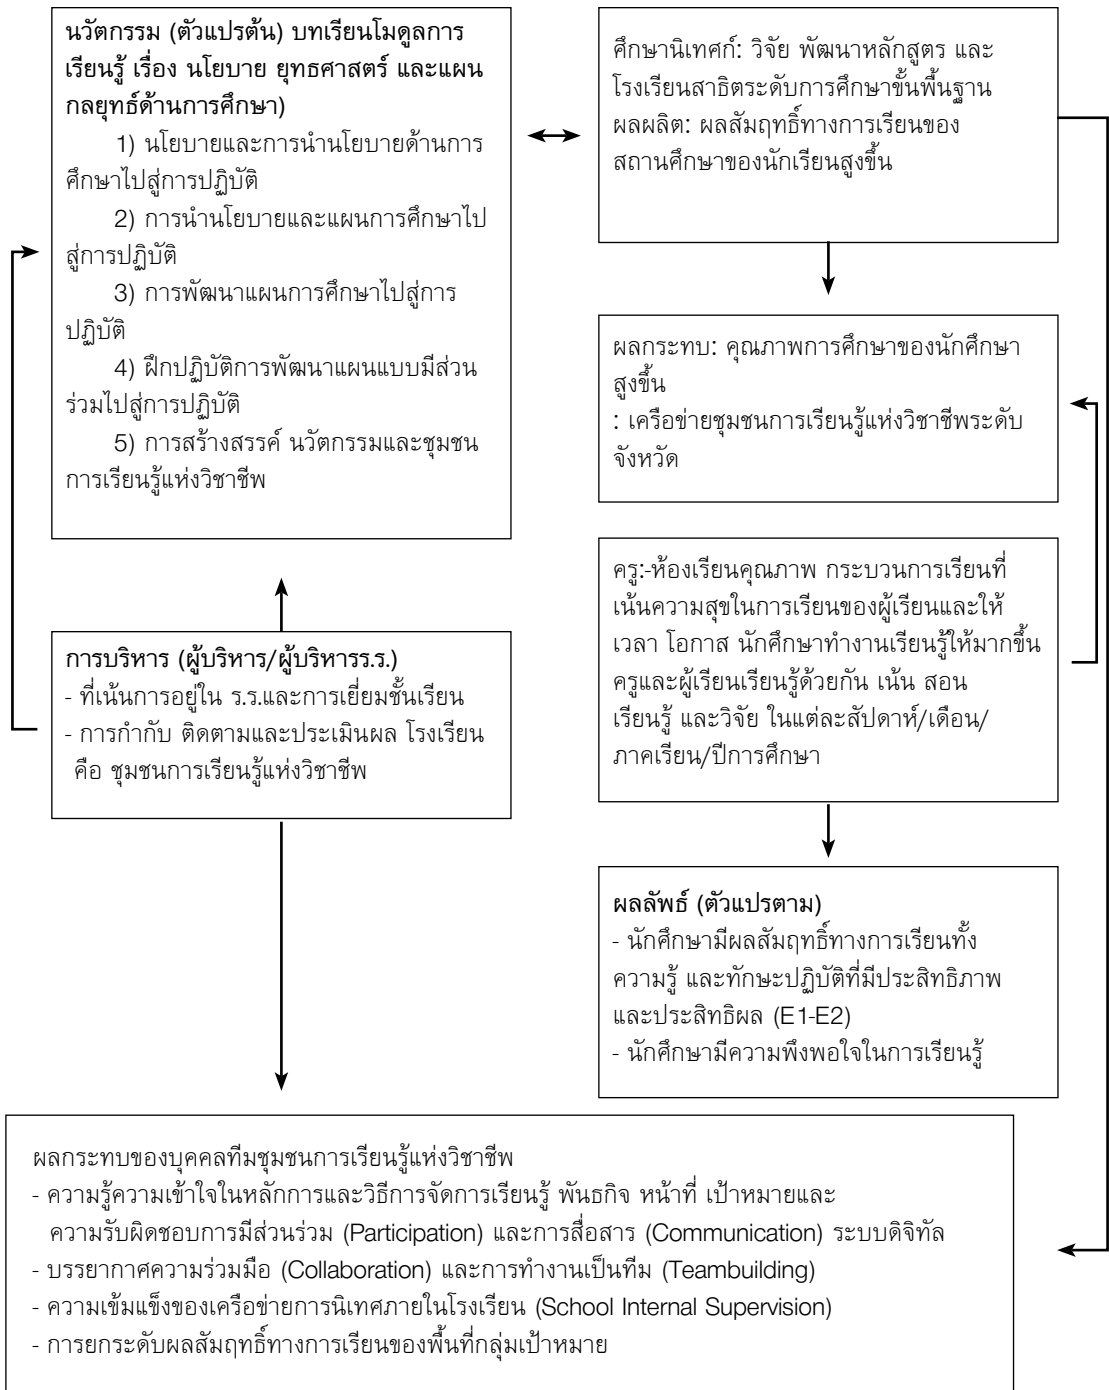 นวัตกรรม (ตัวแปรต้น) บทเรียนโมดูลการ
เรียนรู้ เรื่อง นโยบาย ยุทธศาสตร์ และแผน
กลยุทธ์ด้านการศึกษา)
1) นโยบายและการนำนโยบายด้านการ
ศึกษาไปสู่การปฏิบัติ
2) การนำนโยบายและแผนการศึกษาไป
สู่การปฏิบัติ
3) การพัฒนาแผนการศึกษาไปสู่การ
ปฏิบัติ
4) ฝึกปฏิบัติการพัฒนาแผนแบบมีส่วน
ร่วมไปสู่การปฏิบัติ
5) การสร้างสรรค์ นวัตกรรมและชุมชน
การเรียนรู้แห่งวิชาชีพ
การบริหาร (ผู้บริหาร/ผู้บริหารร.ร.)
- ที่เน้นการอยู่ใน ร.ร.และการเยี่ยมชั้นเรียน
- การกำกับ ติดตามและประเมินผล โรงเรียน
คือ ชุมชนการเรียนรู้แห่งวิชาชีพ
ศึกษานิเทศก์: วิจัย พัฒนาหลักสูตร และ
โรงเรียนสาธิตระดับการศึกษาขั้นพื้นฐาน
ผลผลิต: ผลสัมฤทธิ์ทางการเรียนของ
สถานศึกษาของนักเรียนสูงขึ้น
ผลกระทบ: คุณภาพการศึกษาของนักศึกษา
สูงขึ้น
: เครือข่ายชุมชนการเรียนรู้แห่งวิชาชีพระดับ
จังหวัด
ครู:-ห้องเรียนคุณภาพ กระบวนการเรียนที่
เน้นความสุขในการเรียนของผู้เรียนและให้
เวลา โอกาส นักศึกษาทำงานเรียนรู้ให้มากขึ้น
ครูและผู้เรียนเรียนรู้ด้วยกัน เน้น สอน
เรียนรู้ และวิจัย ในแต่ละสัปดาห์/เดือน/
ภาคเรียน/ปีการศึกษา
ผลลัพธ์ (ตัวแปรตาม)
- นักศึกษามีผลสัมฤทธิ์ทางการเรียนทั้ง
ความรู้ และทักษะปฏิบัติที่มีประสิทธิภาพ
และประสิทธิผล (E1-E2)
- นักศึกษามีความพึงพอใจในการเรียนรู้
ผลกระทบของบุคคลทีมชุมชนการเรียนรู้แห่งวิชาชีพ
- ความรู้ความเข้าใจในหลักการและวิธีการจัดการเรียนรู้ พันธกิจ หน้าที่ เป้าหมายและ
ความรับผิดชอบการมีส่วนร่วม (Participation) และการสื่อสาร (Communication) ระบบดิจิทัล
- บรรยากาศความร่วมมือ (Collaboration) และการทำงานเป็นทีม (Teambuilding)
- ความเข้มแข็งของเครือข่ายการนิเทศภายในโรงเรียน (School Internal Supervision)
- การยกระดับผลสัมฤทธิ์ทางการเรียนของพื้นที่กลุ่มเป้าหมาย